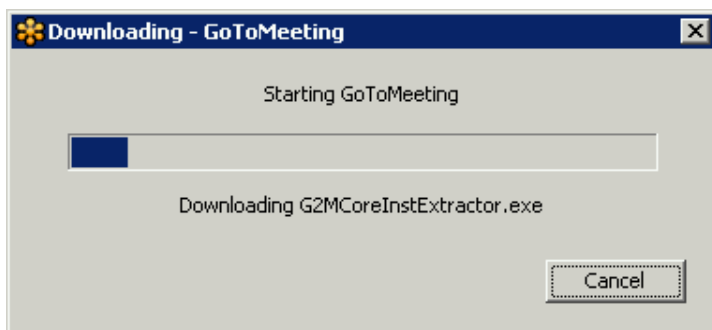 Downloading - GoToMeeting
Starting GoToMeeting
Downloading G2MCoreInstExtractor.exe
Cancel